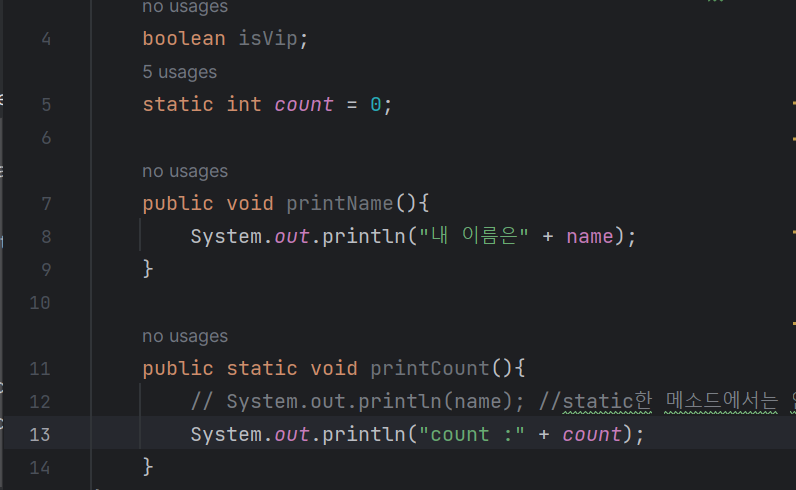 no usages
4 boolean isVip;
5 usages
5 static int count = 0;
6
no usages
7 public void printName(){
8 System.out.println("내 이름은" + name);
9 }
10
no usages
11 public static void printCount(){
12 // System.out.println(name); //static한 메소드에서는
13 System.out.println("count :" + count);
14 }